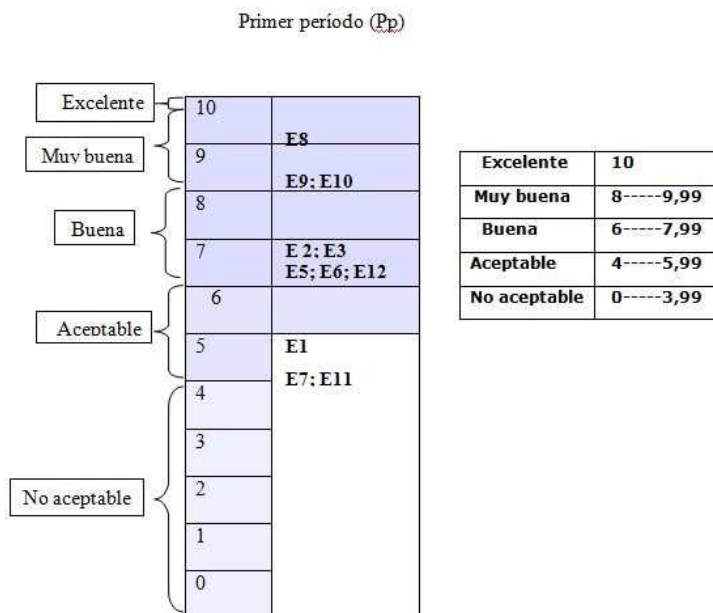 Primer período (Pp)
Excelente
Muy buena
Buena
Aceptable
No aceptable
10
E8
9
E9; E10
8
7
E 2; E3
E5; E6; E12
6
5
E1
E7; E11
4
3
2
1
0
Excelente 10
Muy buena 8-----9,99
Buena 6-----7,99
Aceptable 4-----5,99
No aceptable 0-----3,99